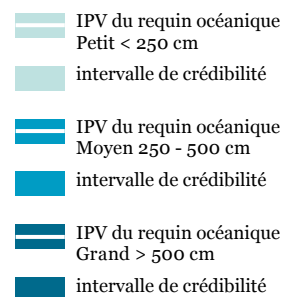 IPV du requin océanique
Petit < 250 cm
intervalle de crédibilité
IPV du requin océanique
Moyen 250 - 500 cm
intervalle de crédibilité
IPV du requin océanique
Grand > 500 cm
intervalle de crédibilité